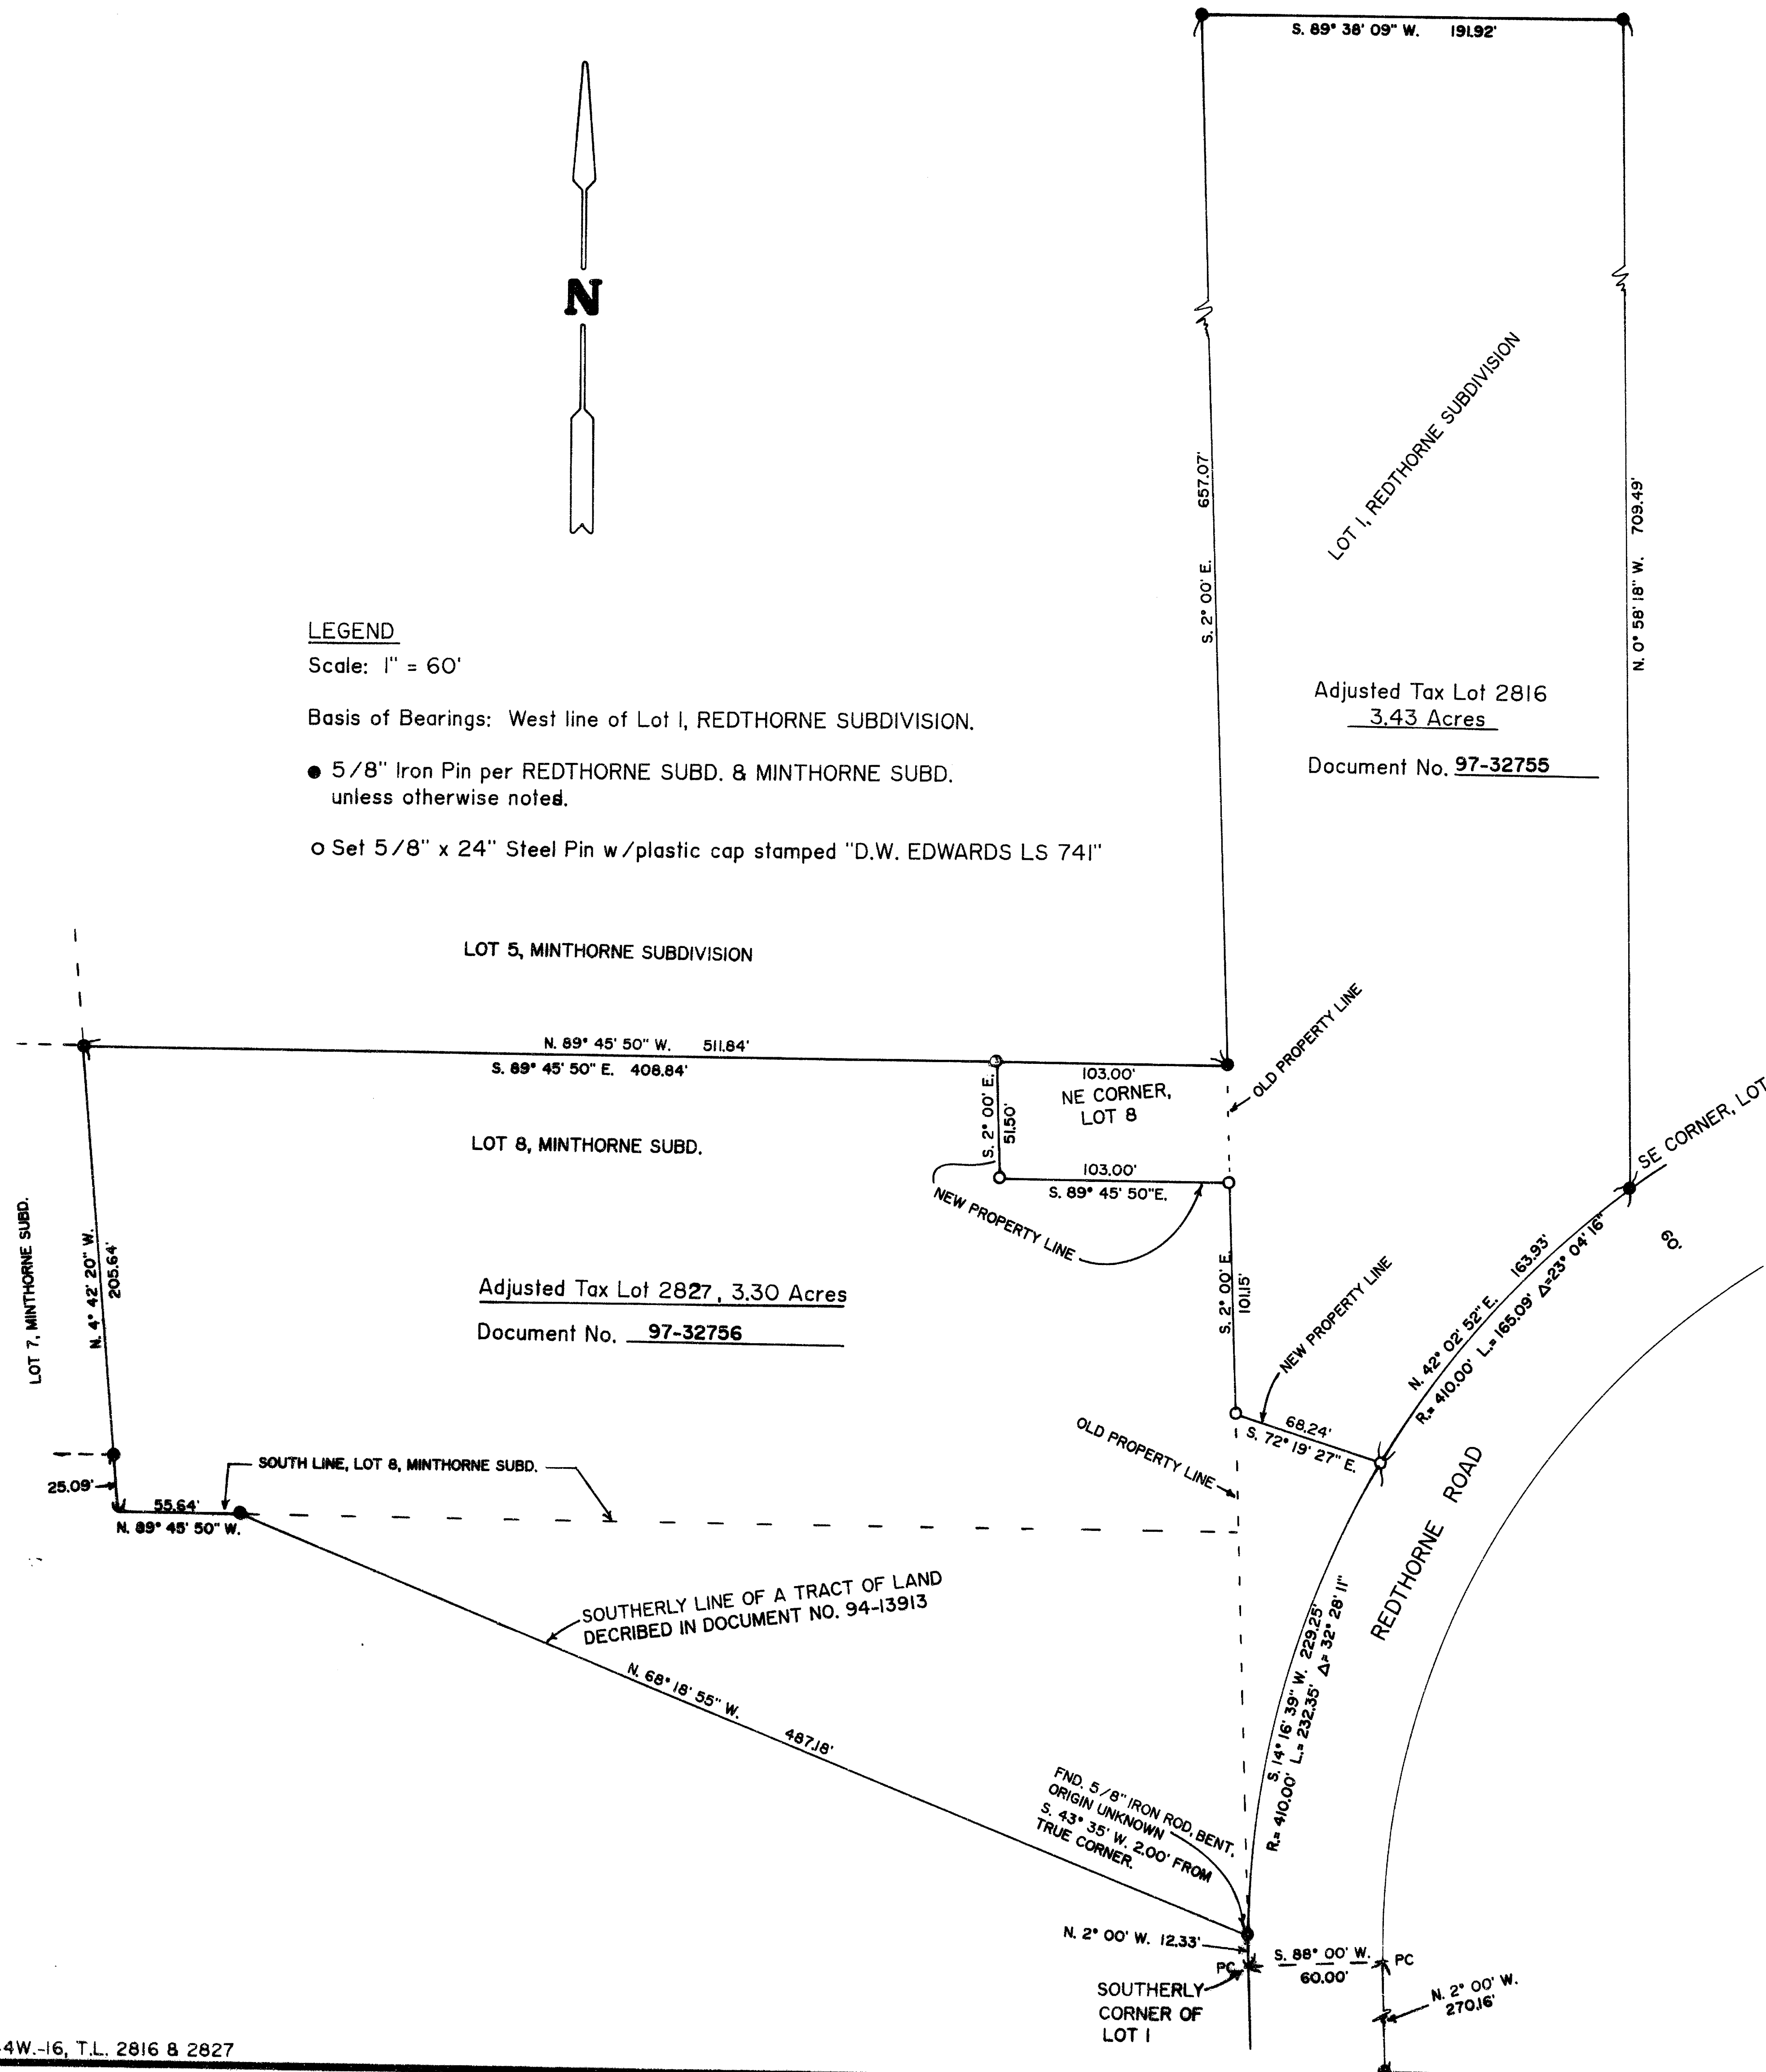 S. 89° 38' 09" W. 191.92'
N
S. 2° 00' E. 657.07'
LOT 1, REDTHORNE SUBDIVISION
N. 0° 58' 18" W. 709.49'
LEGEND
Scale: 1" = 60'
Basis of Bearings: West line of Lot 1, REDTHORNE SUBDIVISION.
● 5/8" Iron Pin per REDTHORNE SUBD. & MINTHORNE SUBD.
unless otherwise noted.
o Set 5/8" x 24" Steel Pin w/plastic cap stamped "D.W. EDWARDS LS 741"
Adjusted Tax Lot 2816
3.43 Acres
Document No. 97-32755
LOT 5, MINTHORNE SUBDIVISION
OLD PROPERTY LINE
N. 89° 45' 50" W. 511.84'
S. 89° 45' 50" E. 408.84'
103.00'
NE CORNER,
LOT 8
S. 2° 00' E.
51.50'
LOT 8, MINTHORNE SUBD.
103.00'
S. 89° 45' 50"E.
NEW PROPERTY LINE
SE CORNER, LOT
60'
LOT 7, MINTHORNE SUBD.
N. 4° 42' 20" W.
205.64'
Adjusted Tax Lot 2827, 3.30 Acres
Document No. 97-32756
S. 2° 00' E.
101.15'
NEW PROPERTY LINE
N. 42° 02' 52" E. 163.93'
R.= 410.00' L.= 165.09' Δ=23° 04' 16"
68.24'
S. 72° 19' 27" E.
OLD PROPERTY LINE
25.09'
SOUTH LINE, LOT 8, MINTHORNE SUBD.
55.64'
N. 89° 45' 50" W.
REDTHORNE ROAD
SOUTHERLY LINE OF A TRACT OF LAND
DECRIBED IN DOCUMENT NO. 94-13913
N. 68° 18' 55" W. 487.18'
S. 14° 16' 39" W. 229.25'
R.= 410.00' L.= 232.35' Δ= 32° 28' 11"
FND. 5/8" IRON ROD, BENT,
ORIGIN UNKNOWN
S. 43° 35' W. 2.00' FROM
TRUE CORNER.
N. 2° 00' W. 12.33'
PC
S. 88° 00' W.
60.00'
PC
SOUTHERLY
CORNER OF
LOT 1
N. 2° 00' W.
270.16'
4W.-16, T.L. 2816 & 2827